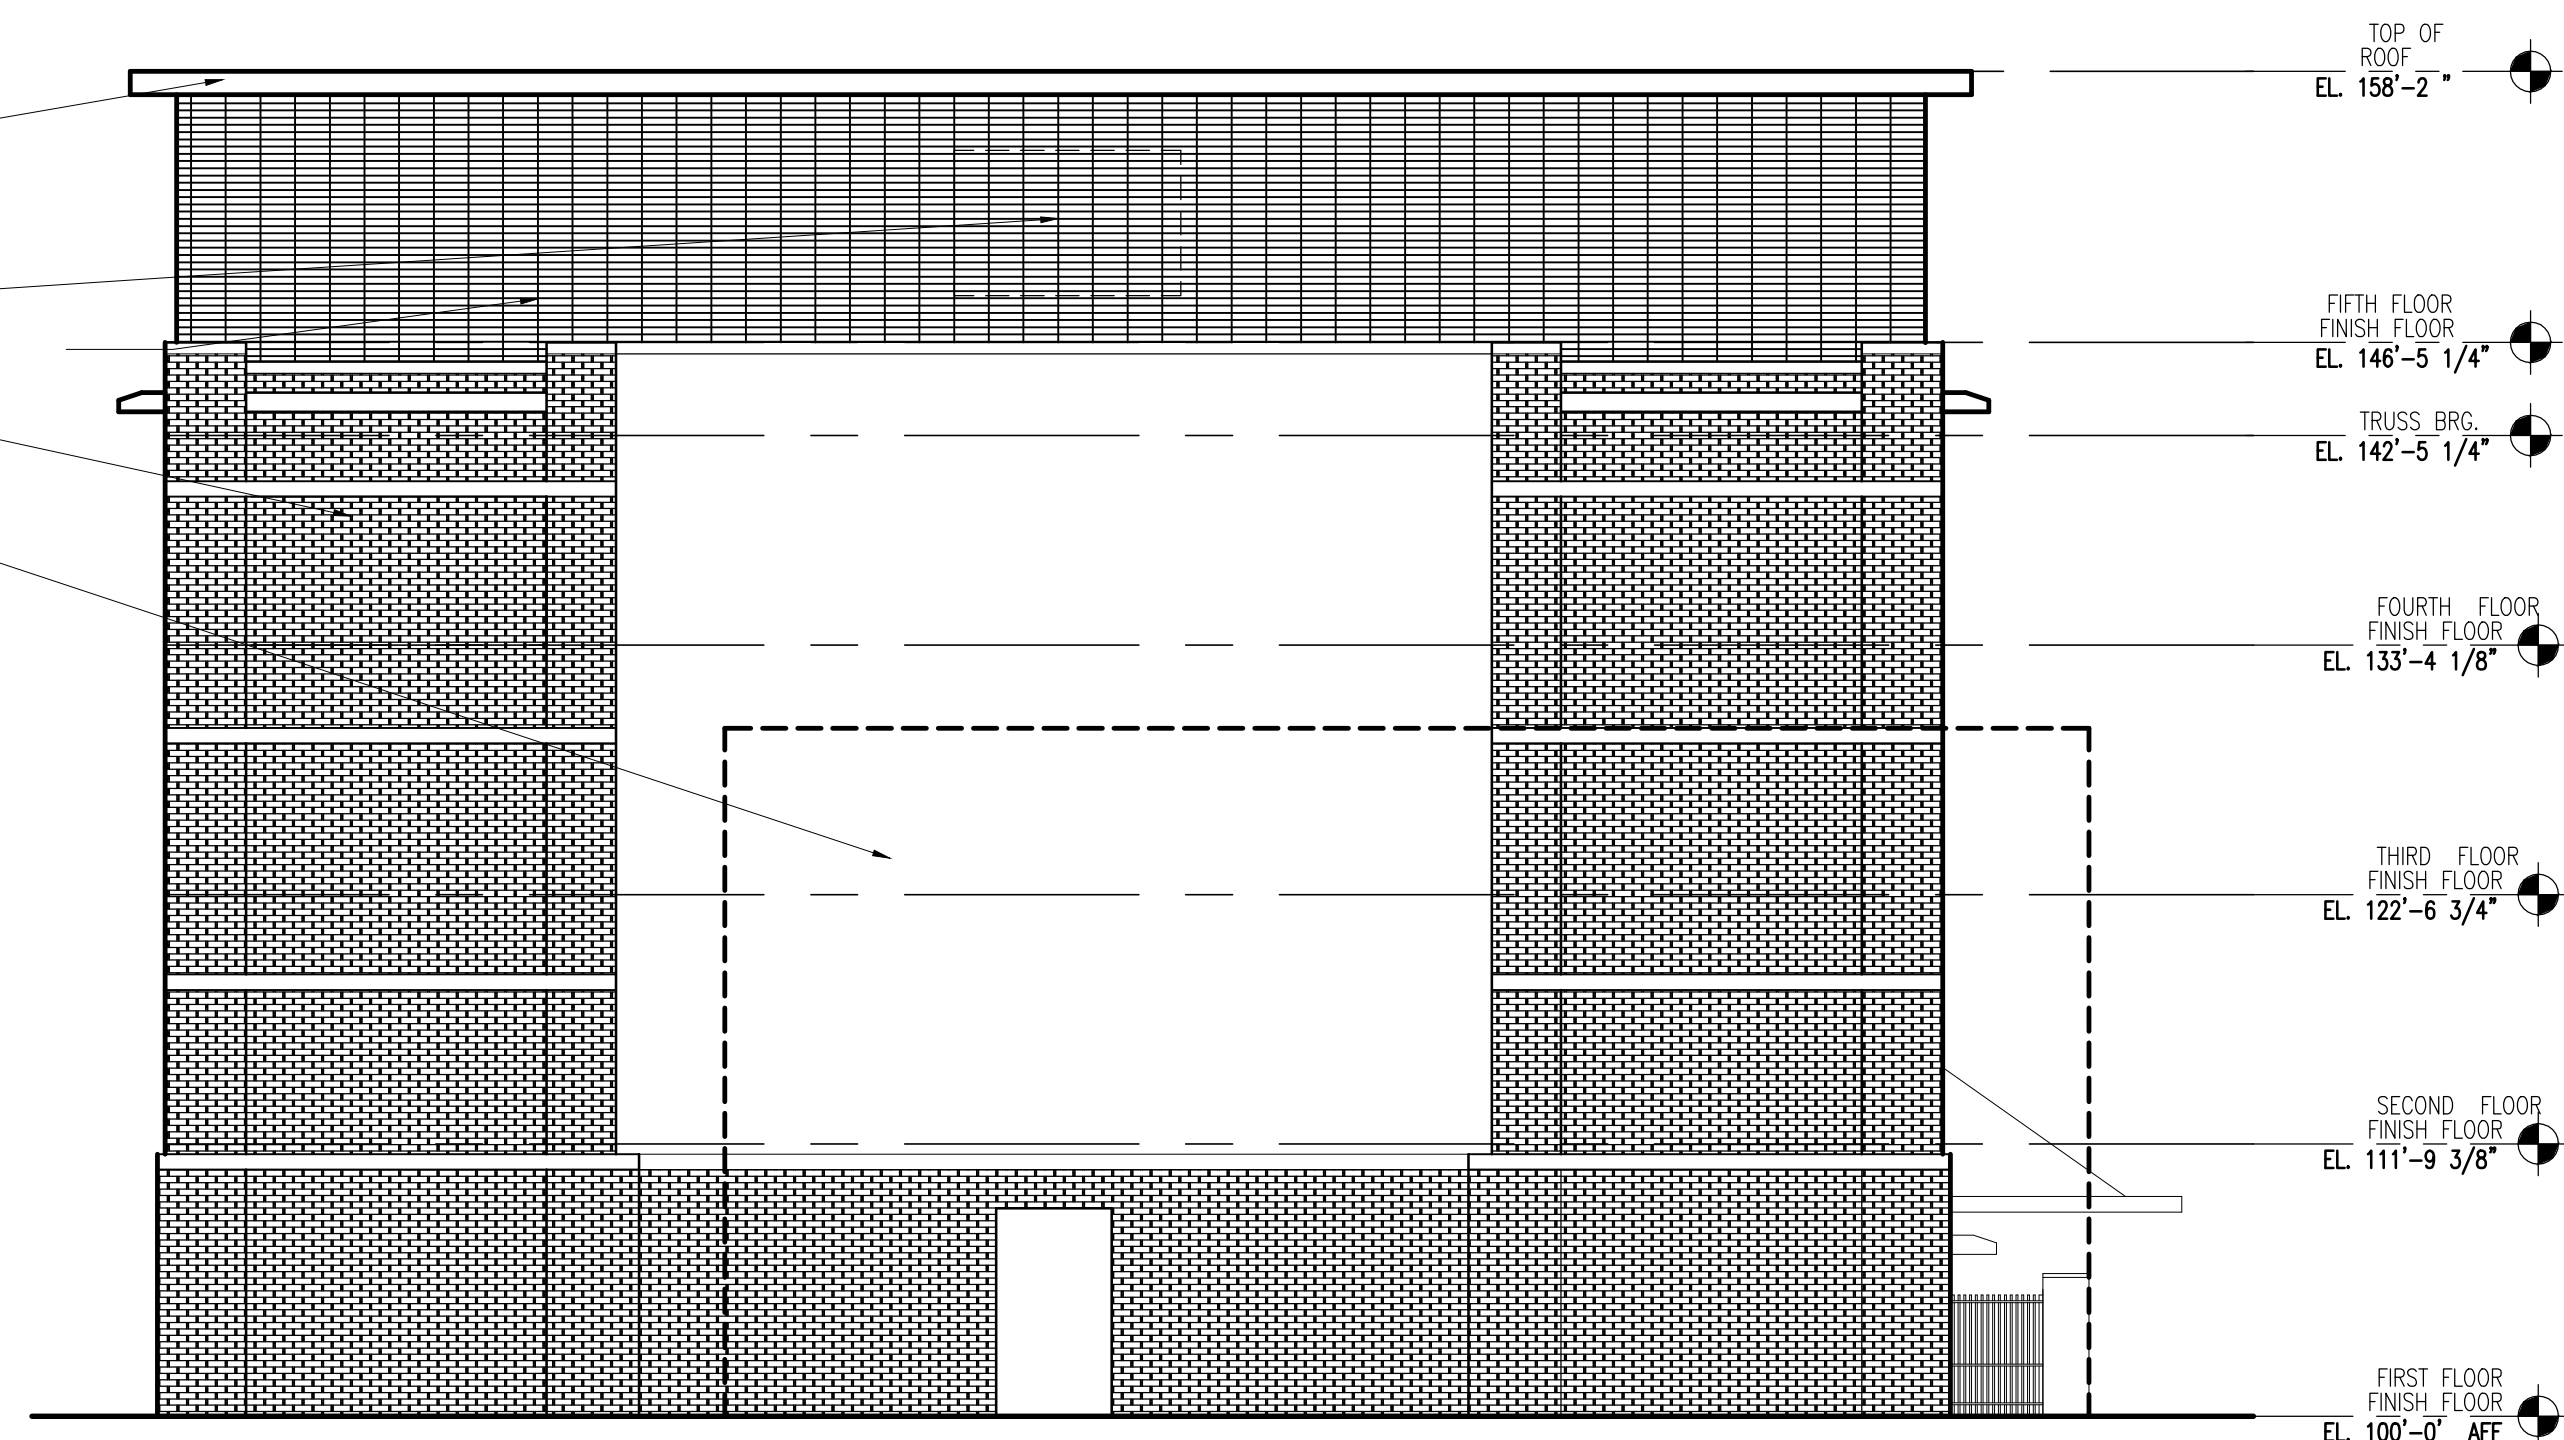 TOP OF
ROOF
EL. 158'-2 "
FIFTH FLOOR
FINISH FLOOR
EL. 146'-5 1/4"
TRUSS BRG.
EL. 142'-5 1/4"
FOURTH FLOOR
FINISH FLOOR
EL. 133'-4 1/8"
THIRD FLOOR
FINISH FLOOR
EL. 122'-6 3/4"
SECOND FLOOR
FINISH FLOOR
EL. 111'-9 3/8"
FIRST FLOOR
FINISH FLOOR
EL. 100'-0' AFF